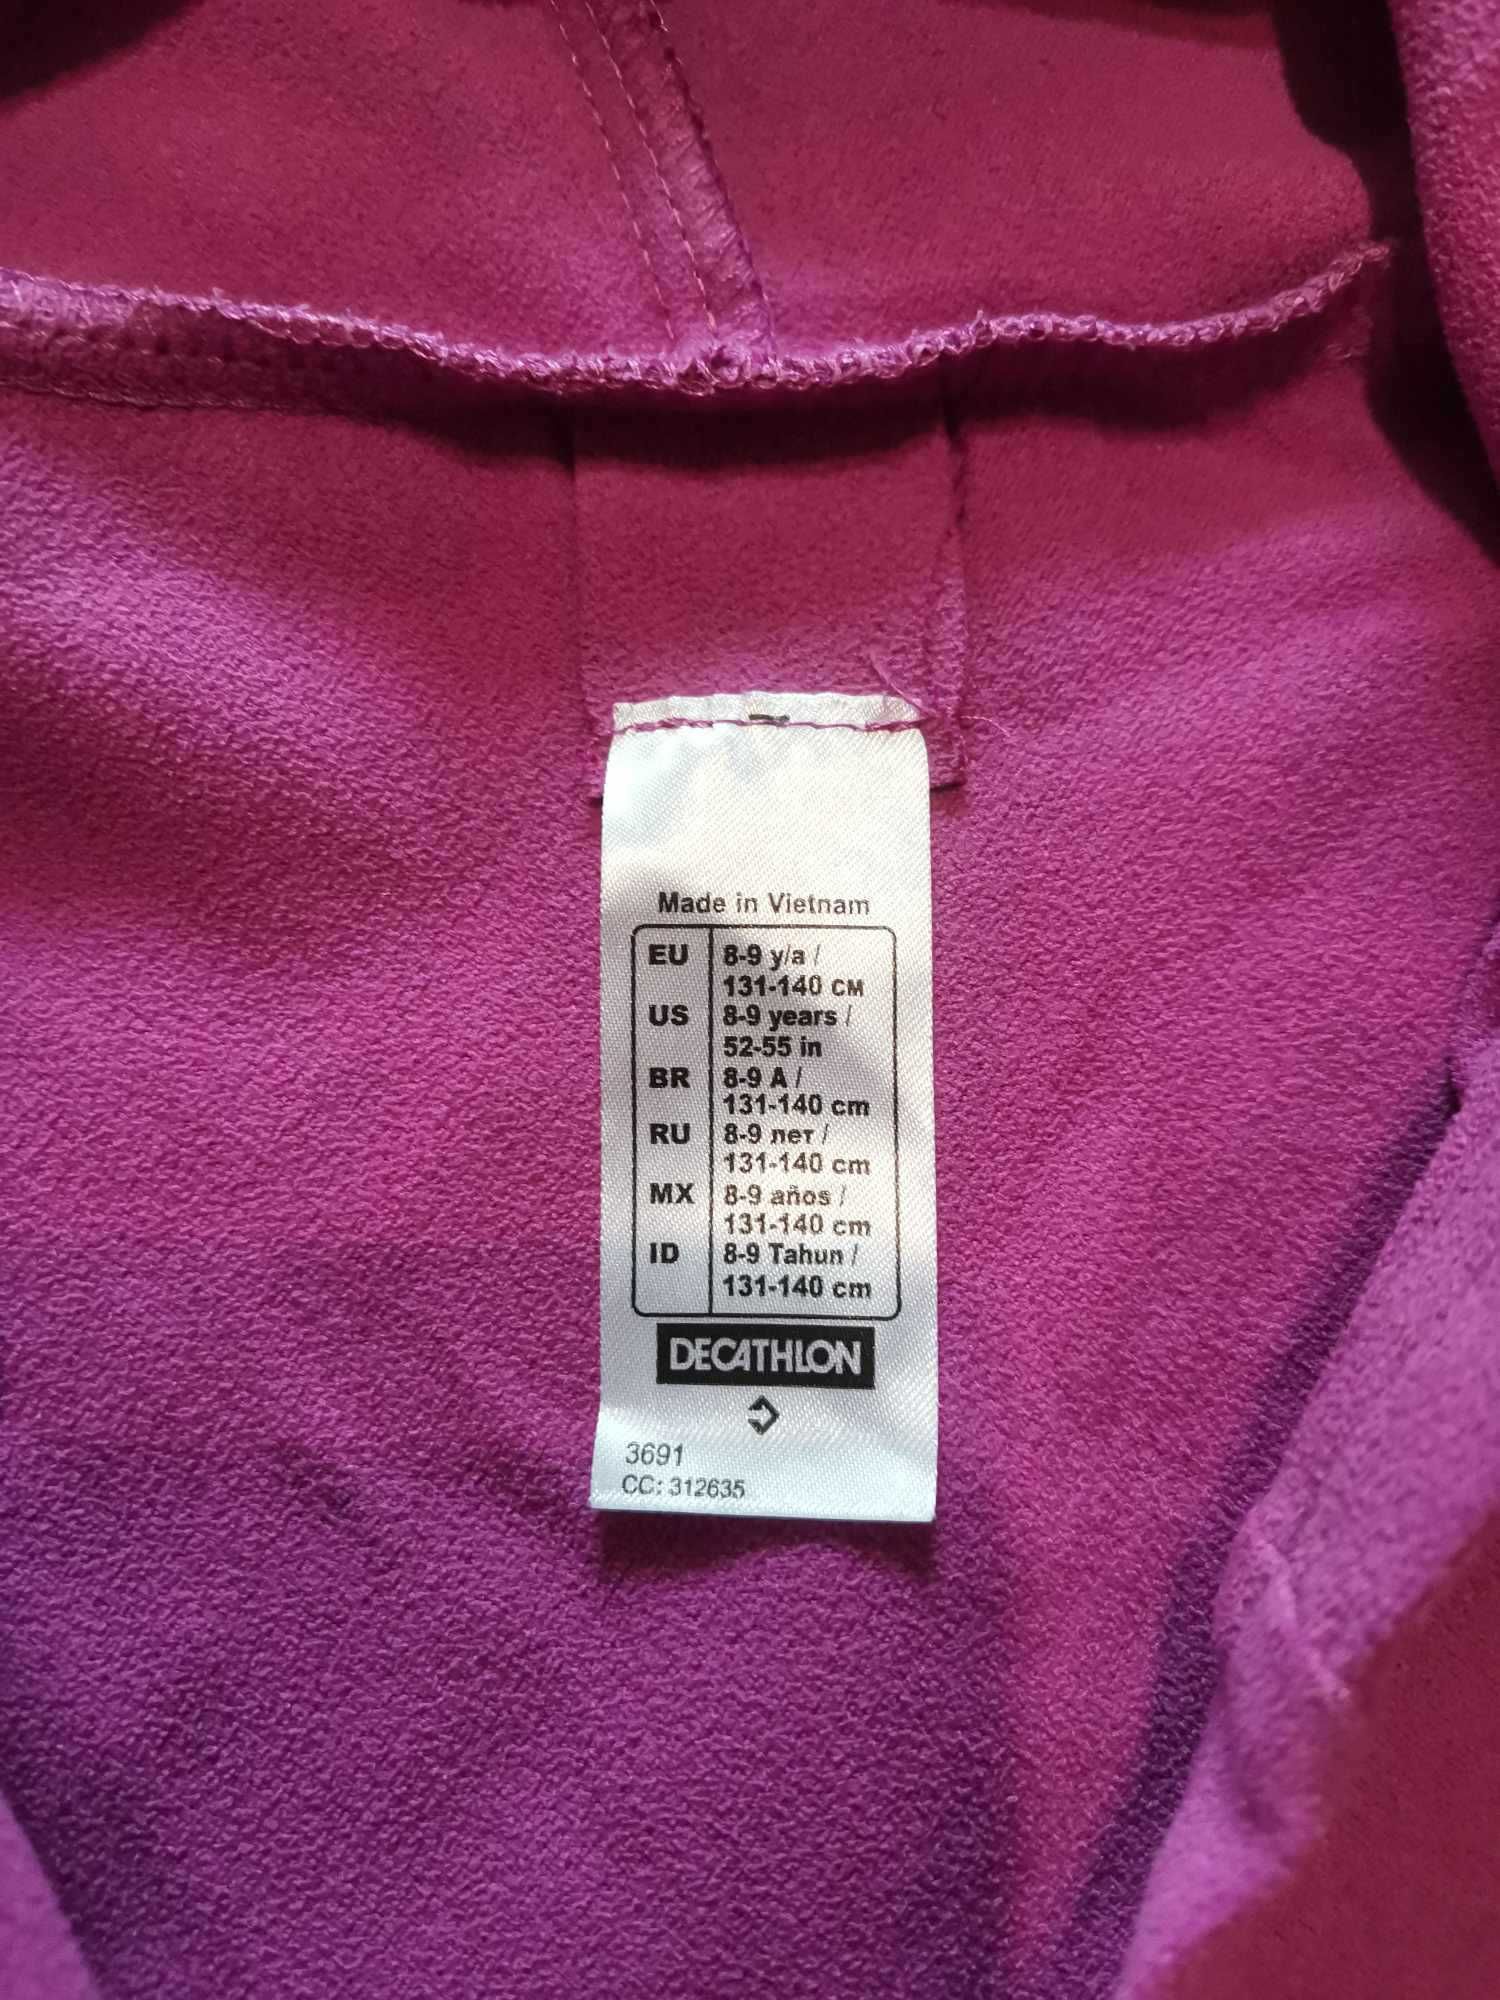 Made in Vietnam
EU 8-9 y/a /
131-140 см
US 8-9 years /
52-55 in
BR 8-9 A /
131-140 cm
RU 8-9 лет /
131-140 cm
MX 8-9 años /
131-140 cm
ID 8-9 Tahun /
131-140 cm
DECATHLON
3691
CC: 312635